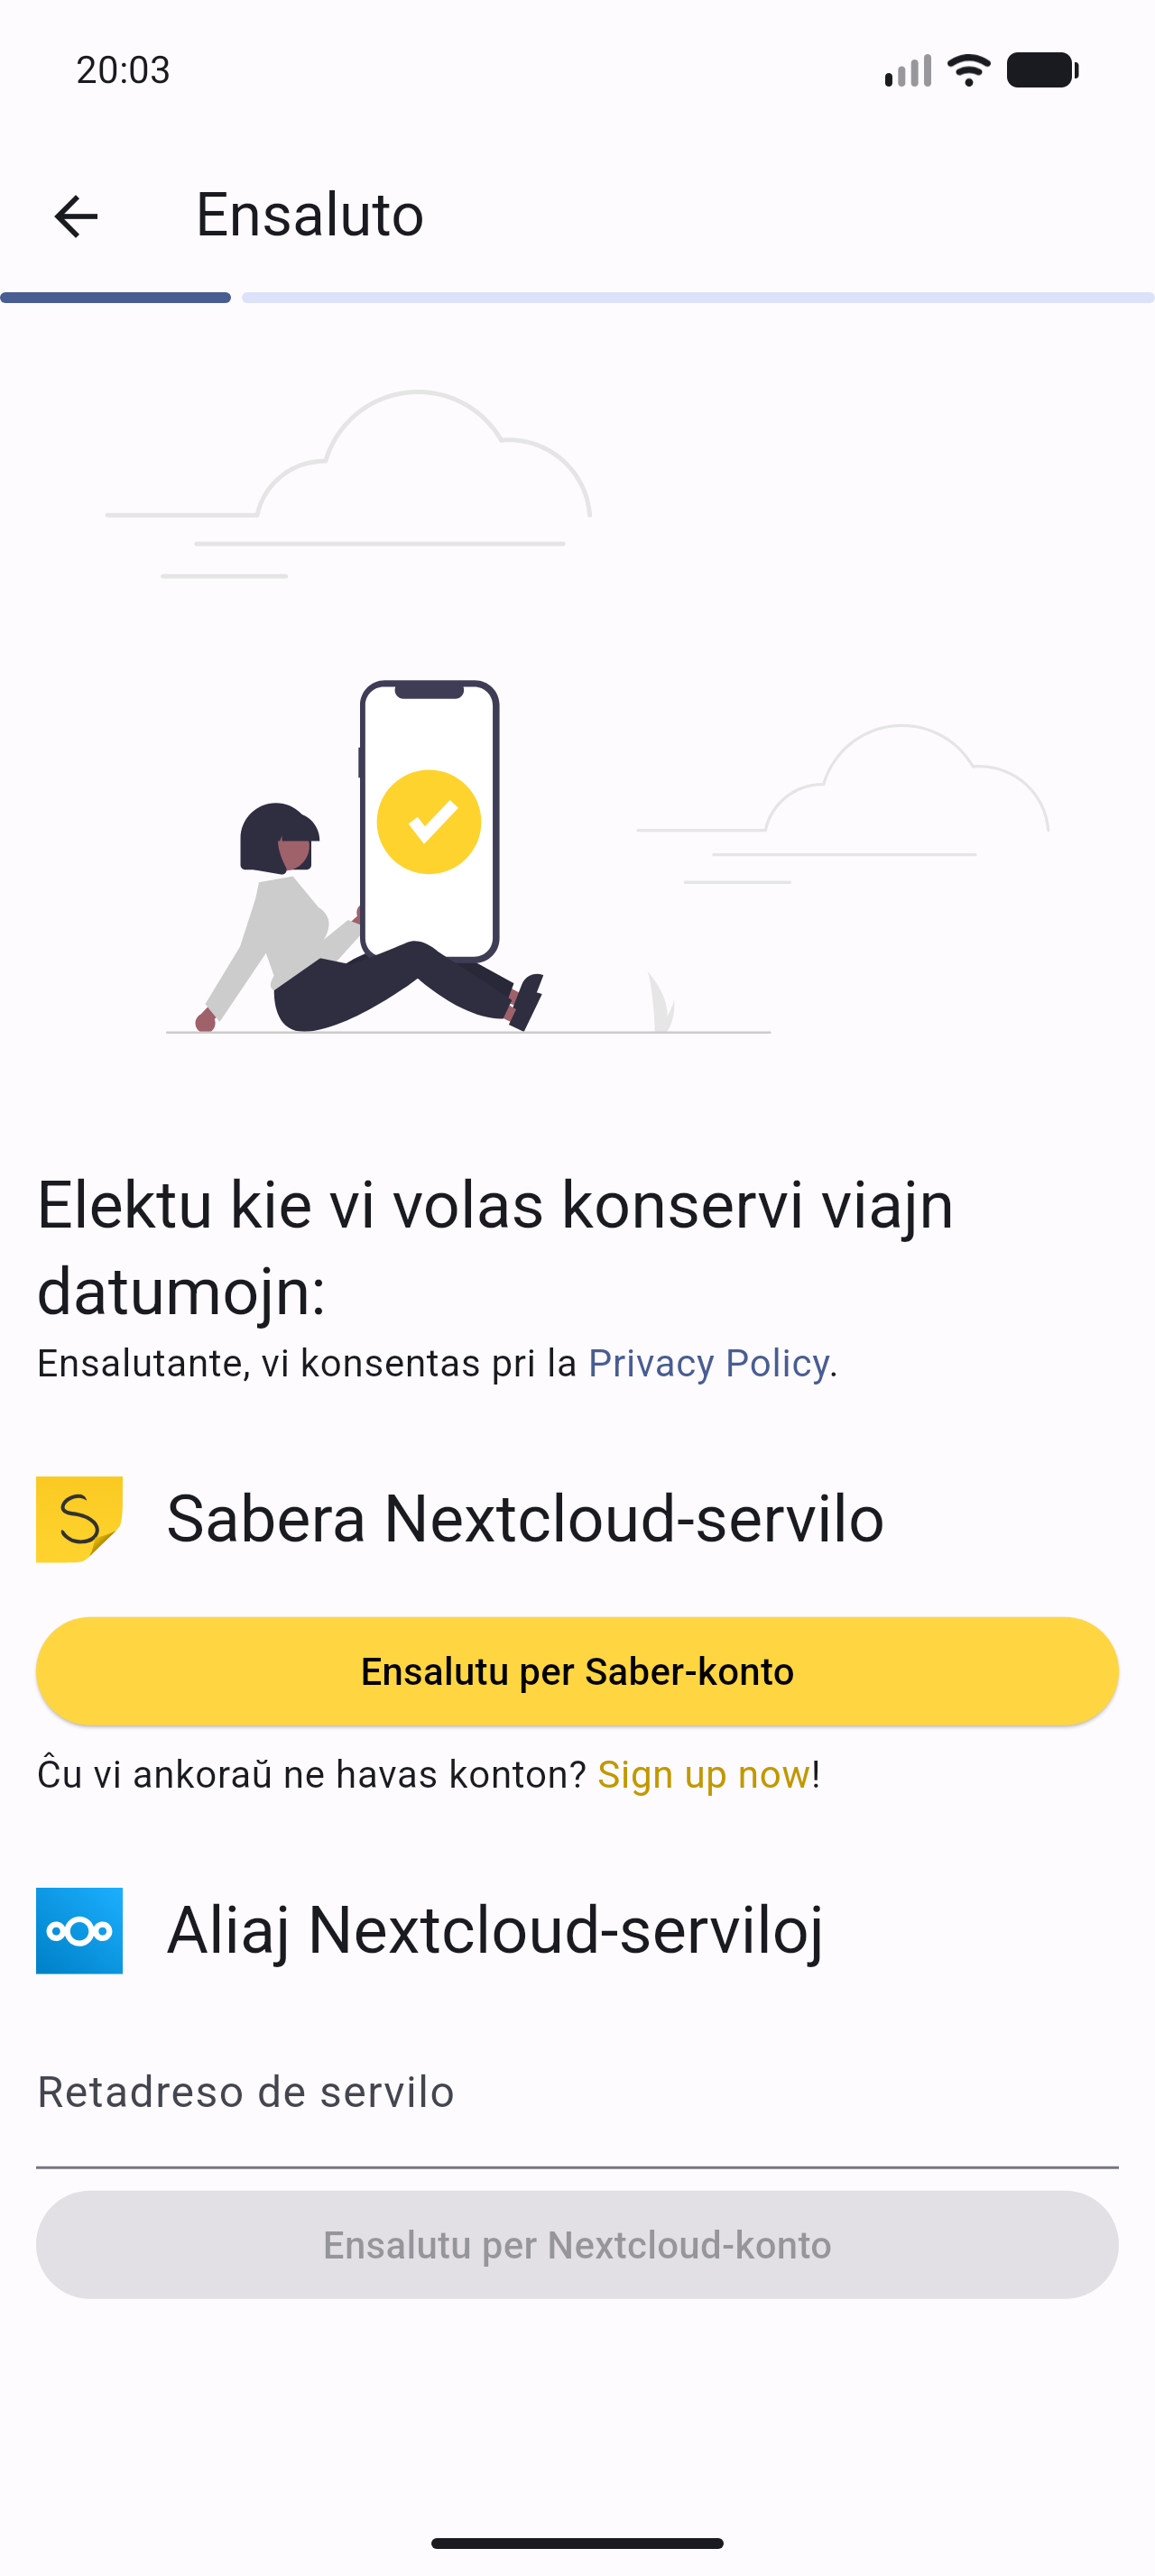 20:03
Ensaluto
Elektu kie vi volas konservi viajn
datumojn:
Ensalutante, vi konsentas pri la Privacy Policy.
S
Sabera Nextcloud-servilo
Ensalutu per Saber-konto
Ĉu vi ankoraŭ ne havas konton? Sign up now!
Aliaj Nextcloud-serviloj
Retadreso de servilo
Ensalutu per Nextcloud-konto